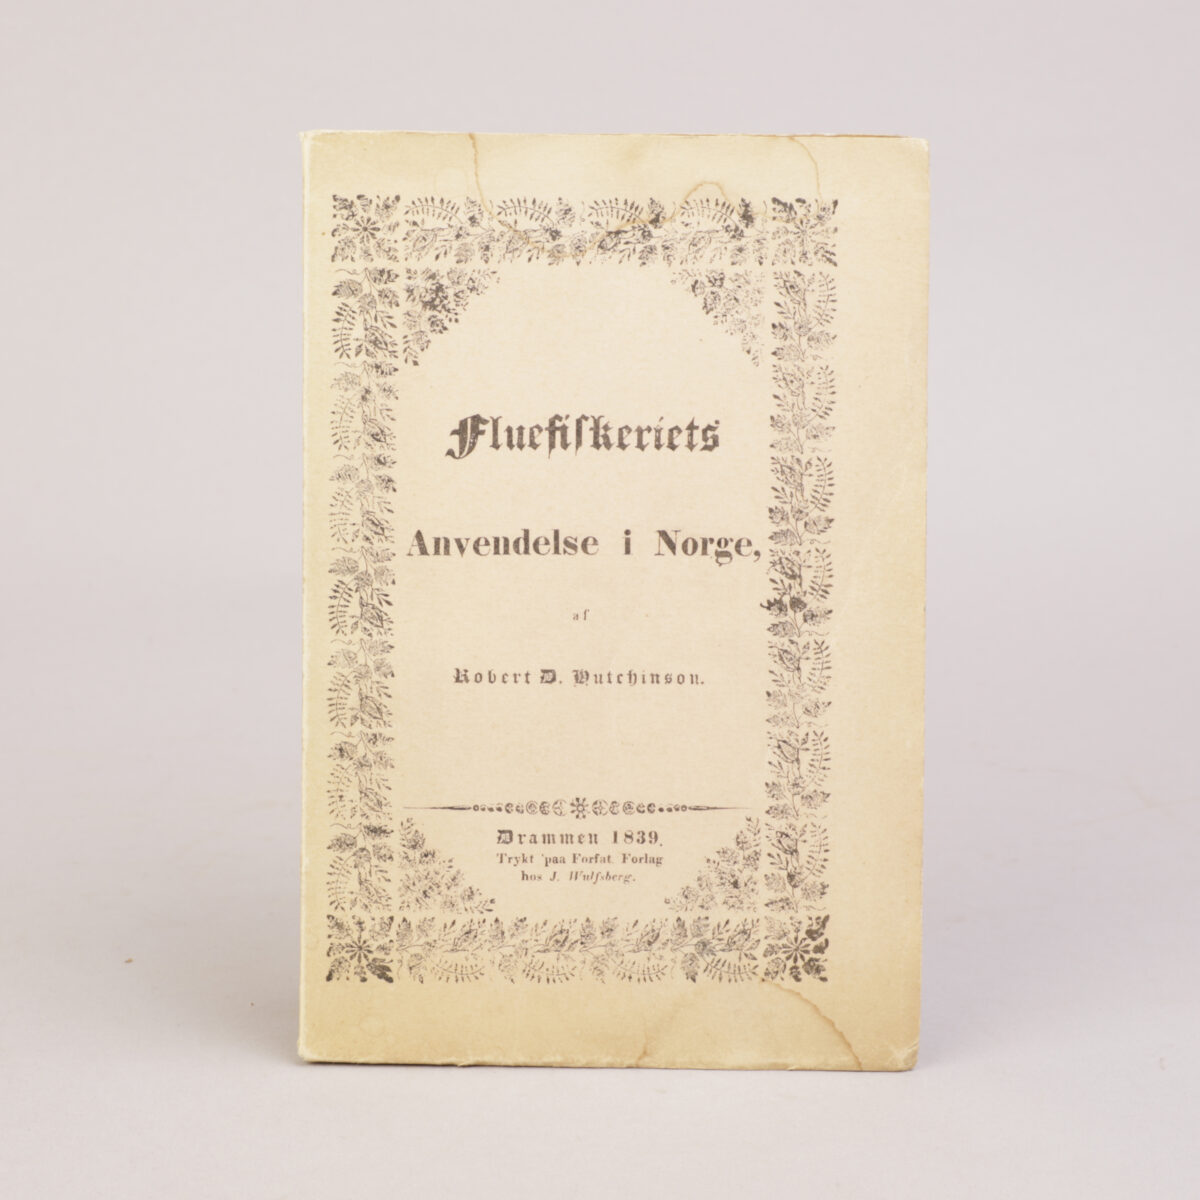 Fluefiſkeriets
Anvendelse i Norge,
af
Robert D. Hutchinson.
Drammen 1839.
Trykt paa Forfat. Forlag
hos J. Wulfsberg.